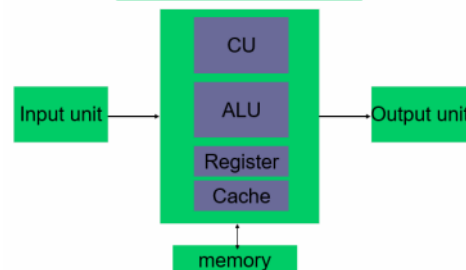 CU
Input unit
ALU
Output unit
Register
Cache
memory